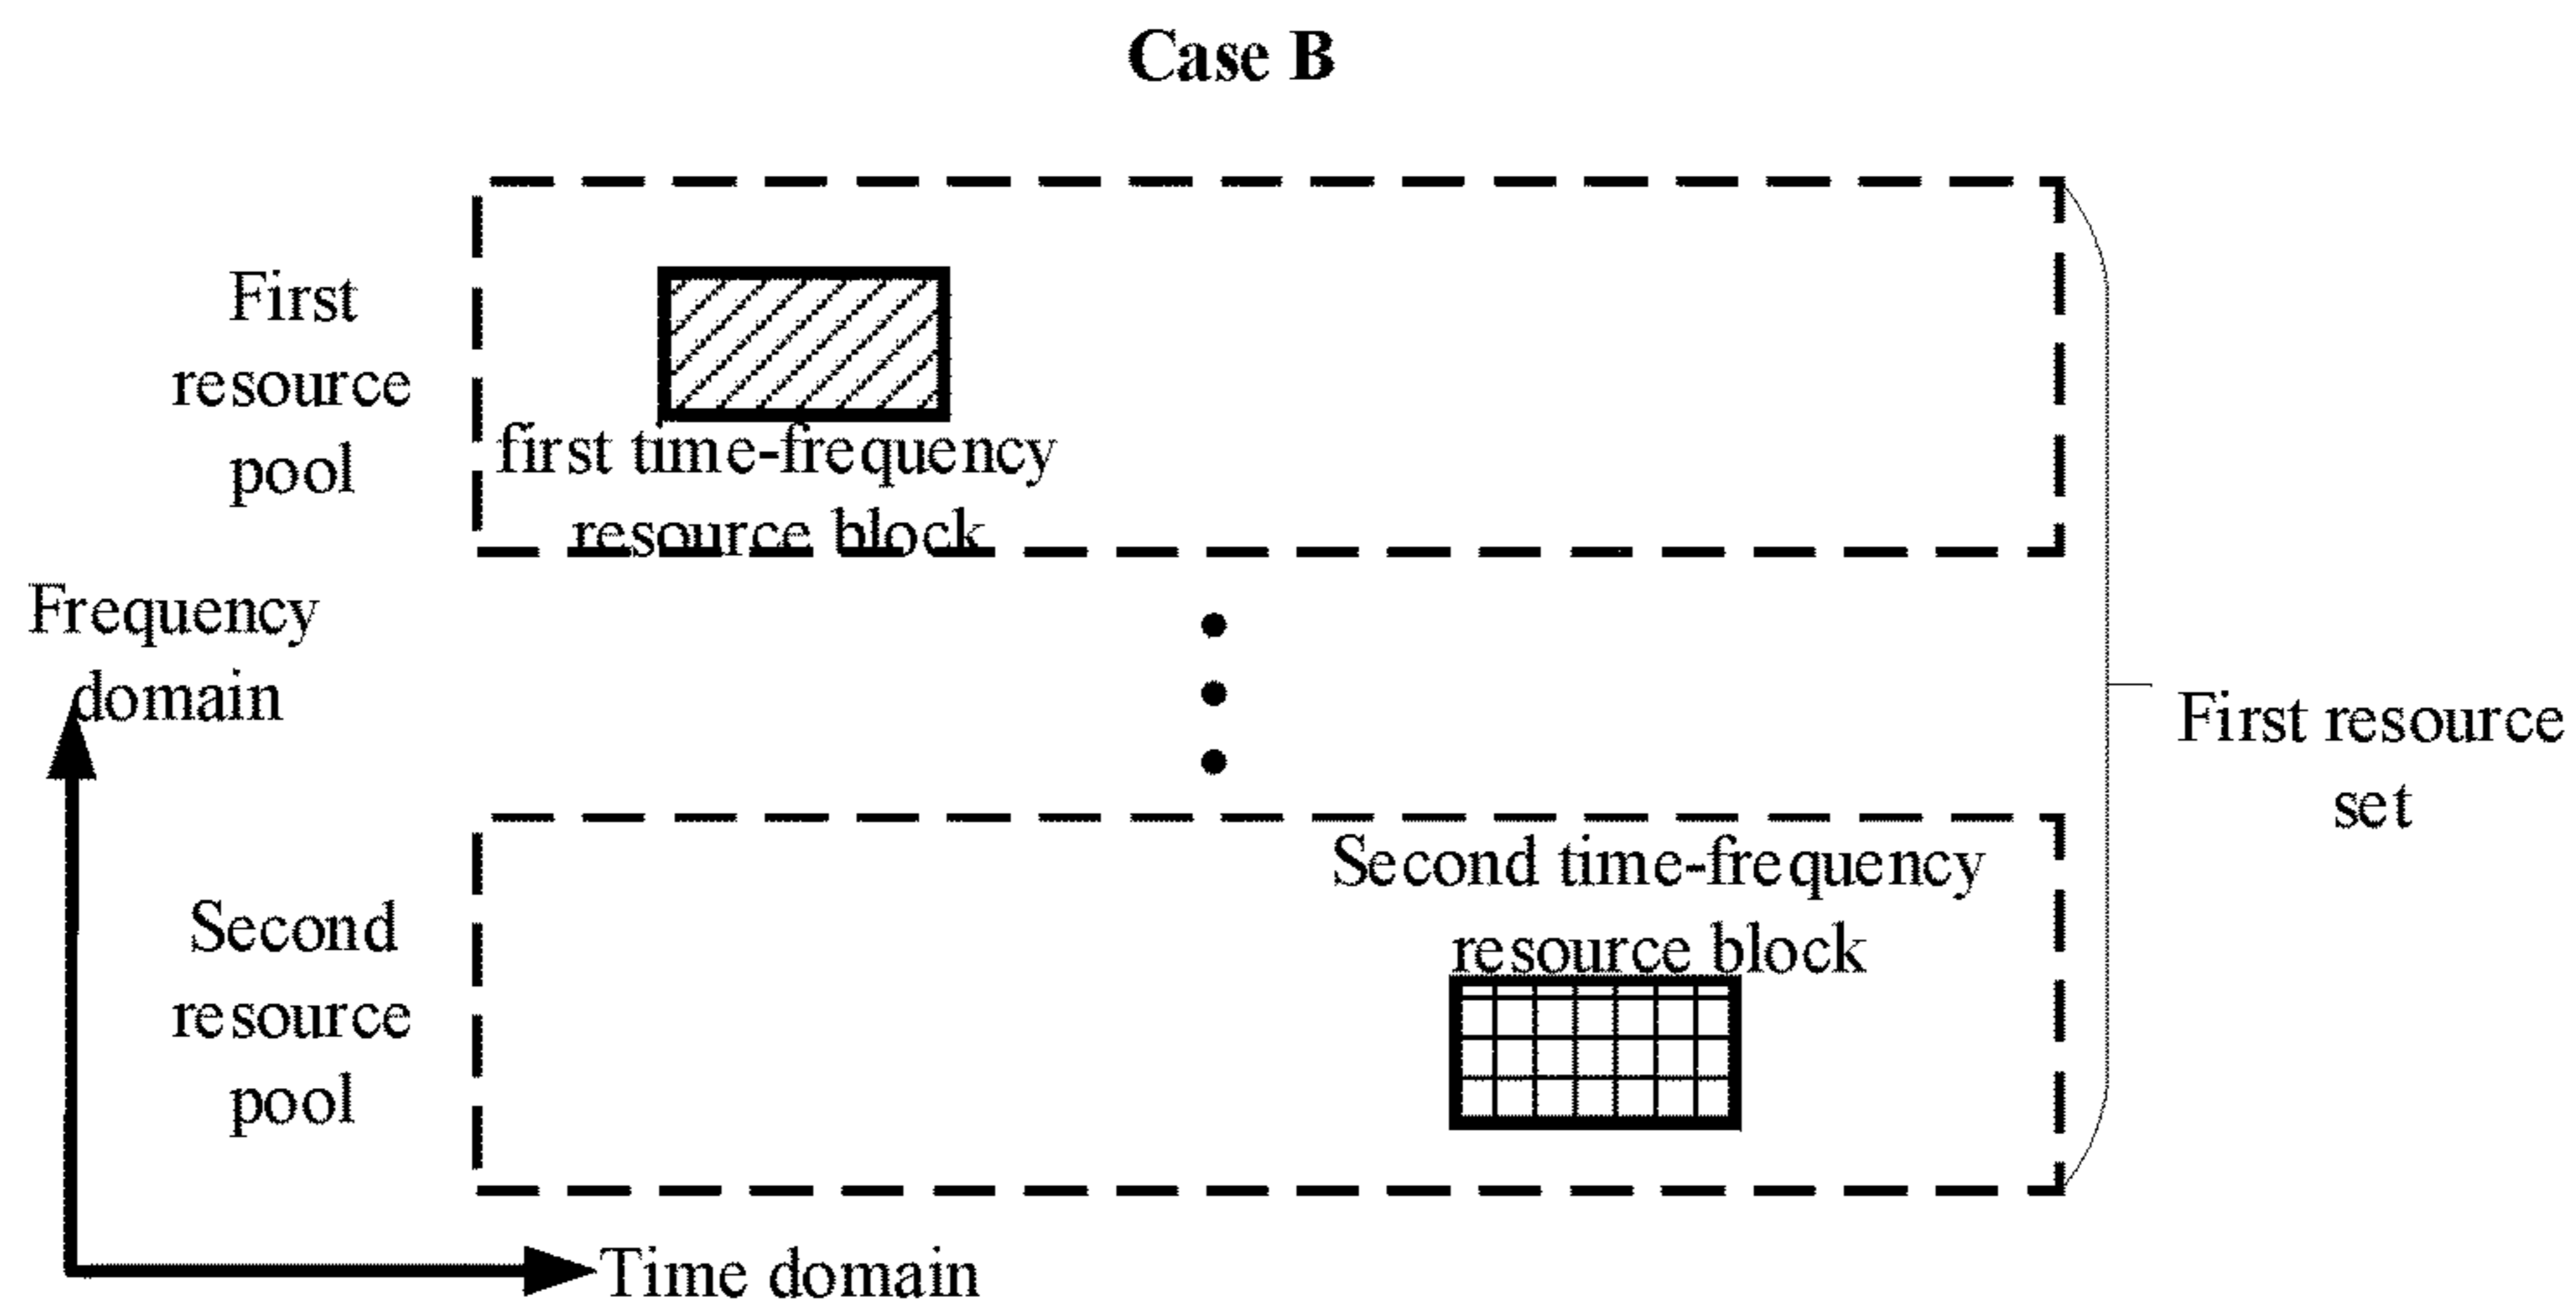 Case B
First
resource
pool
first time-frequency
resource block
Frequency
domain
First resource
set
Second time-frequency
resource block
Second
resource
pool
Time domain